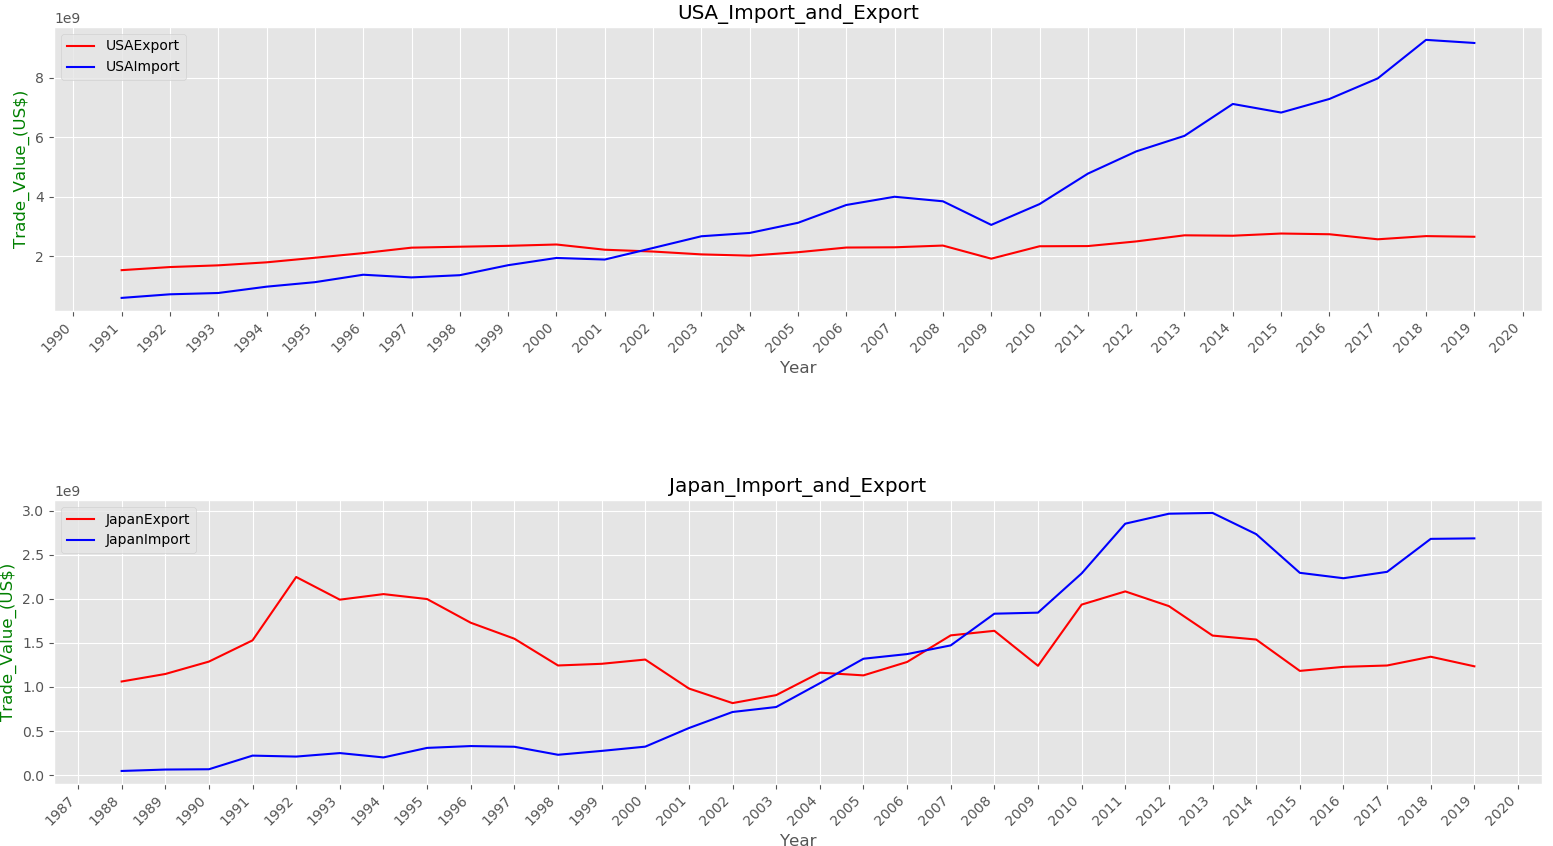 USA_Import_and_Export
1e9
USAExport
USAImport
8
6
4
2
Trade_Value_(US$)
1990 1991 1992 1993 1994 1995 1996 1997 1998 1999 2000 2001 2002 2003 2004 2005 2006 2007 2008 2009 2010 2011 2012 2013 2014 2015 2016 2017 2018 2019 2020
Year
Japan_Import_and_Export
1e9
JapanExport
JapanImport
3.0
2.5
2.0
1.5
1.0
0.5
0.0
Trade_Value_(US$)
1987 1988 1989 1990 1991 1992 1993 1994 1995 1996 1997 1998 1999 2000 2001 2002 2003 2004 2005 2006 2007 2008 2009 2010 2011 2012 2013 2014 2015 2016 2017 2018 2019 2020
Year